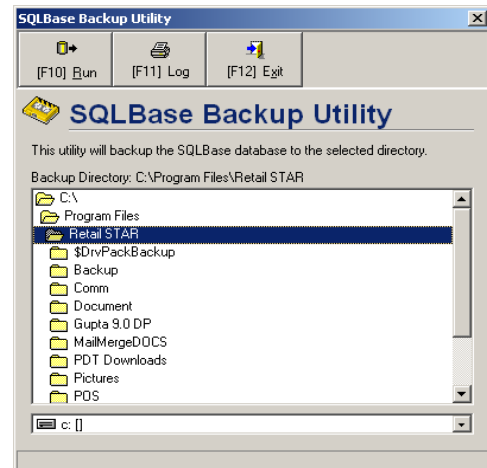 SQLBase Backup Utility
[F10] Run
[F11] Log
[F12] Exit
SQLBase Backup Utility
This utility will backup the SQLBase database to the selected directory.
Backup Directory: C:\Program Files\Retail STAR
C:\
Program Files
Retail STAR
$DrvPackBackup
Backup
Comm
Document
Gupta 9.0 DP
MailMergeDOCS
PDT Downloads
Pictures
POS
c: []